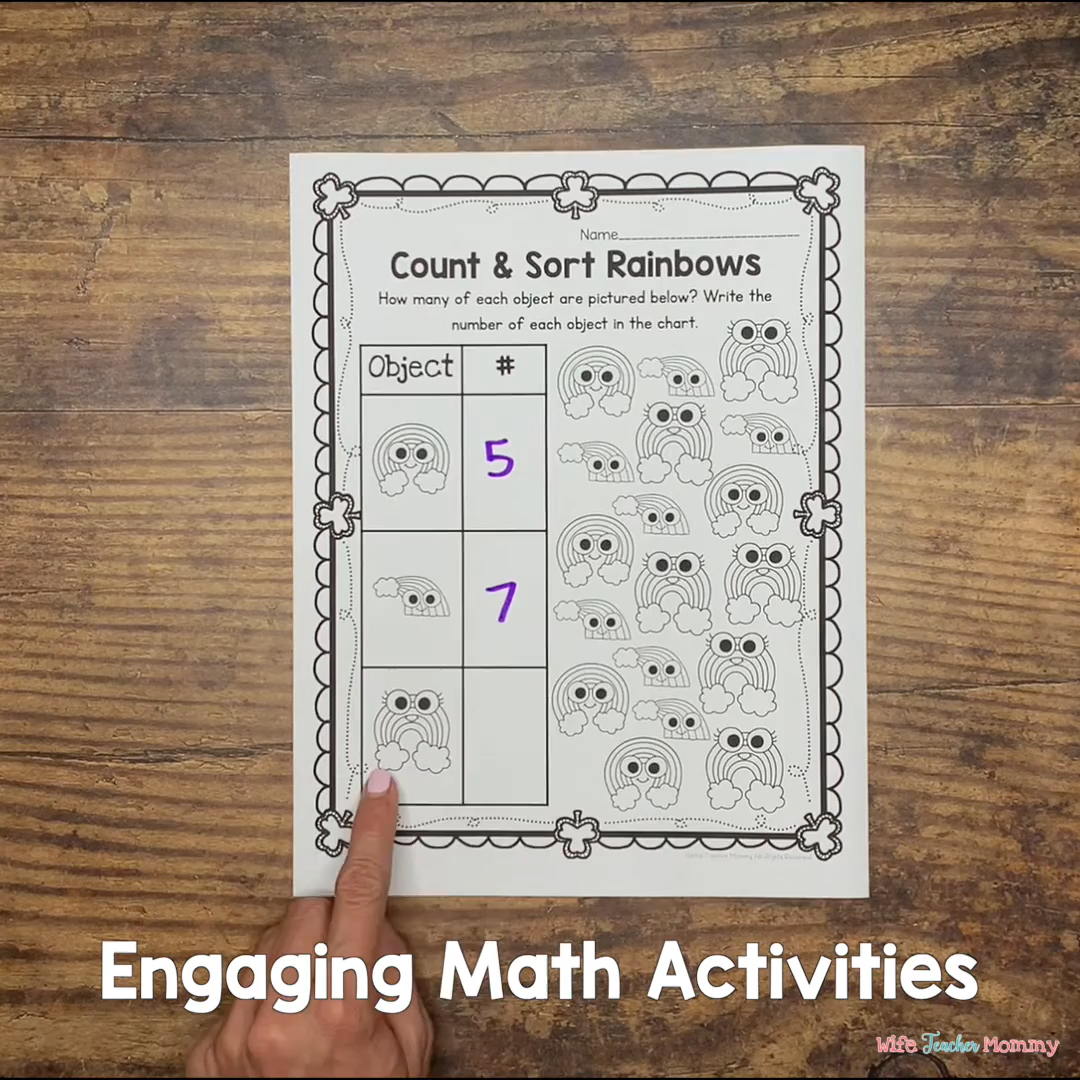 Name
Count & Sort Rainbows
How many of each object are pictured below? Write the
number of each object in the chart.
Object #
5
7
Engaging Math Activities
Wife Teacher Mommy